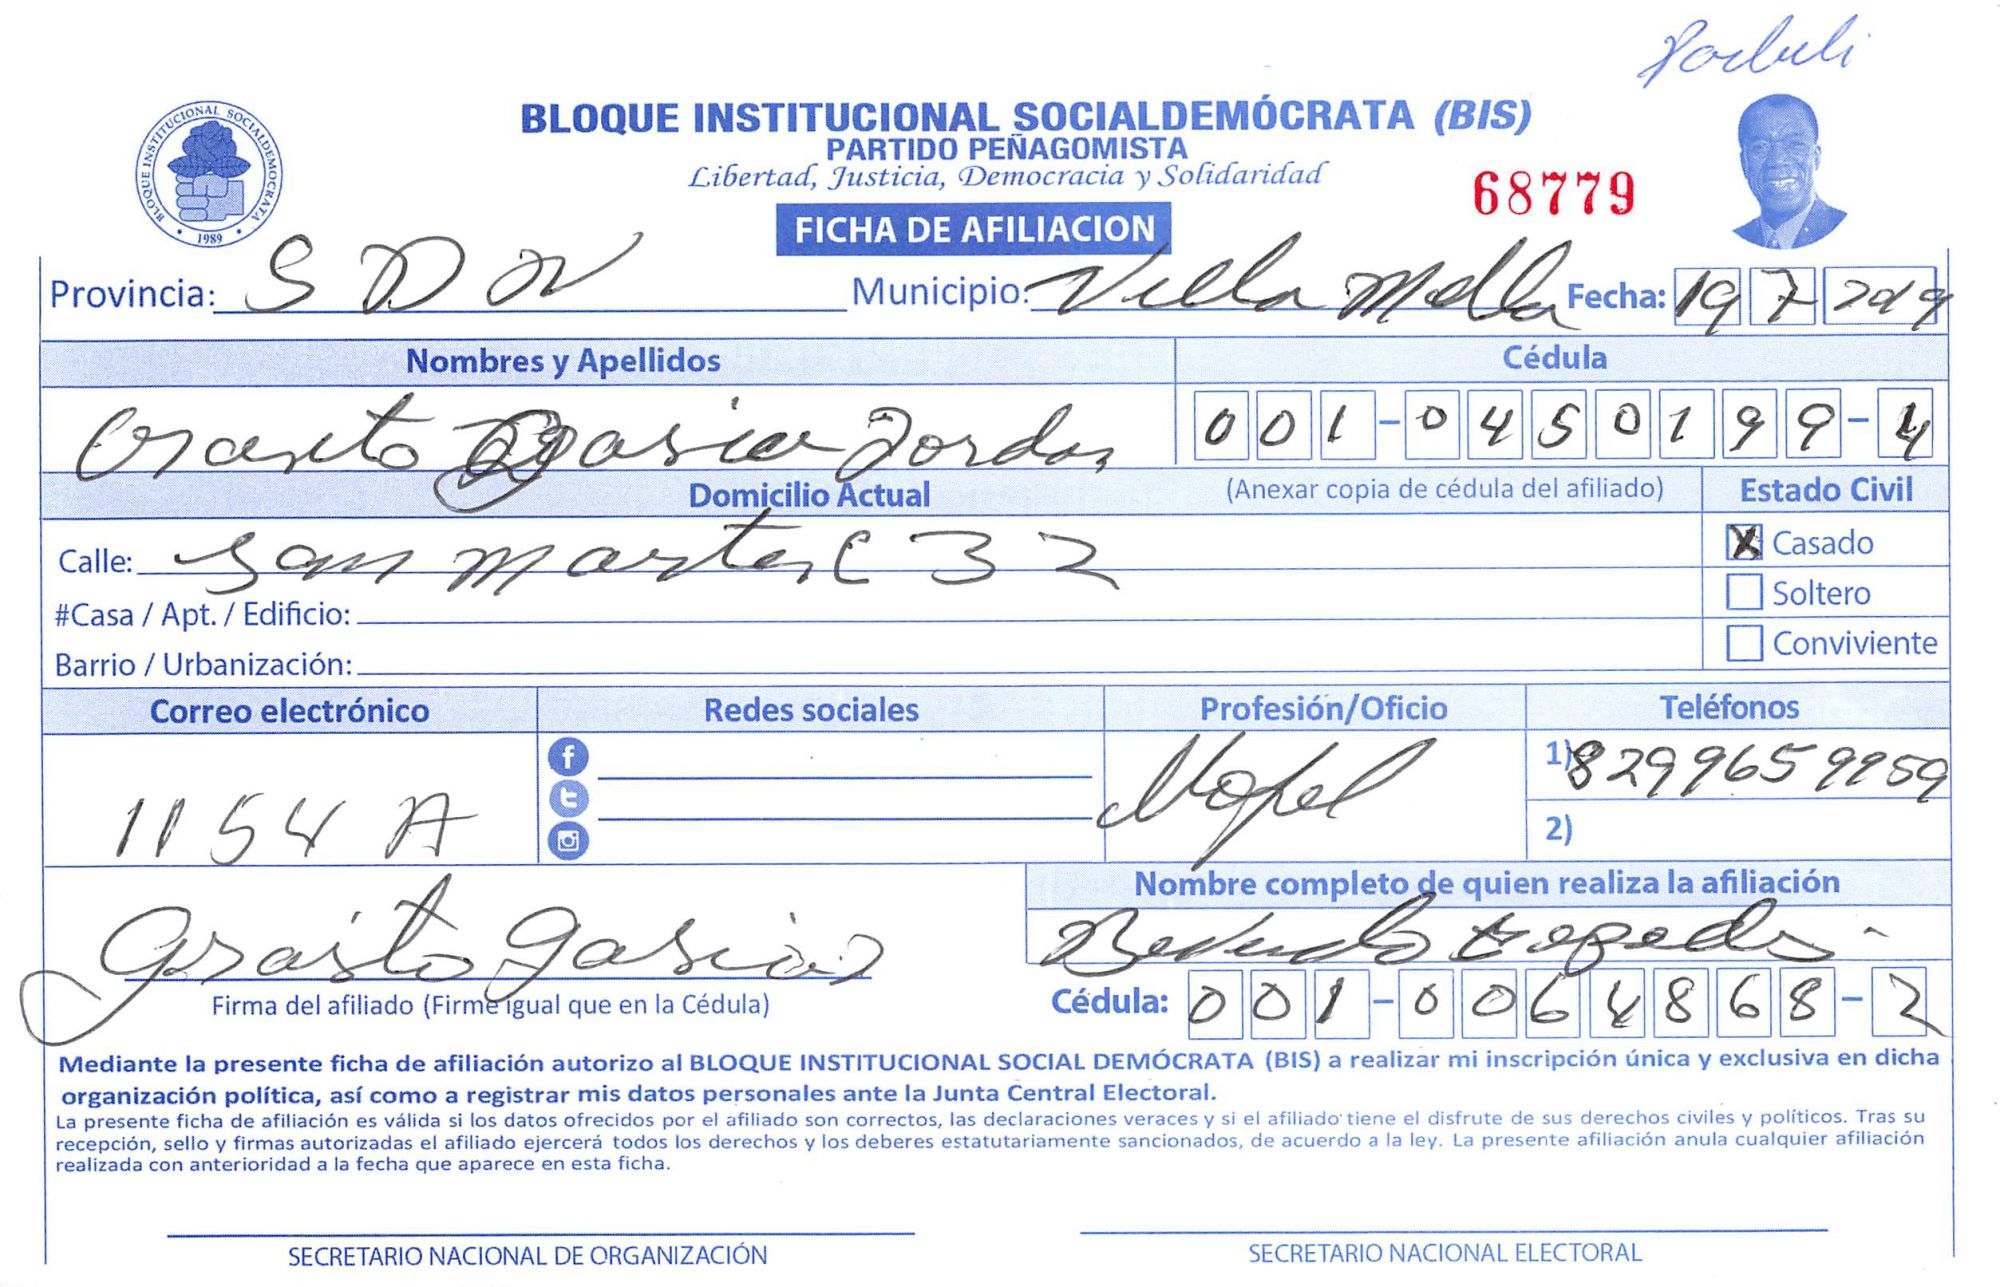 BLOQUE INSTITUCIONAL SOCIALDEMÓCRATA (BIS)
PARTIDO PEÑAGOMISTA
Libertad, Justicia, Democracia y Solidaridad
BLOQUE INSTITUCIONAL SOCIALDEMOCRATA
1989
68779
FICHA DE AFILIACION
Provincia: S D N Municipio: Villa Mella Fecha: 19 7 2019
Nombres y Apellidos Cédula
001-0450199-4
Domicilio Actual (Anexar copia de cédula del afiliado) Estado Civil
Calle: San C 32 X Casado
#Casa / Apt. / Edificio: Soltero
Barrio / Urbanización: Conviviente
Correo electrónico Redes sociales Profesión/Oficio Teléfonos
1) 8299659959
1154 A
2)
Nombre completo de quien realiza la afiliación
Firma del afiliado (Firme igual que en la Cédula) Cédula: 001-0064868-2
Mediante la presente ficha de afiliación autorizo al BLOQUE INSTITUCIONAL SOCIAL DEMÓCRATA (BIS) a realizar mi inscripción única y exclusiva en dicha
organización política, así como a registrar mis datos personales ante la Junta Central Electoral.
La presente ficha de afiliación es válida si los datos ofrecidos por el afiliado son correctos, las declaraciones veraces y si el afiliado tiene el disfrute de sus derechos civiles y políticos. Tras su
recepción, sello y firmas autorizadas el afiliado ejercerá todos los derechos y los deberes estatutariamente sancionados, de acuerdo a la ley. La presente afiliación anula cualquier afiliación
realizada con anterioridad a la fecha que aparece en esta ficha.
SECRETARIO NACIONAL DE ORGANIZACIÓN SECRETARIO NACIONAL ELECTORAL